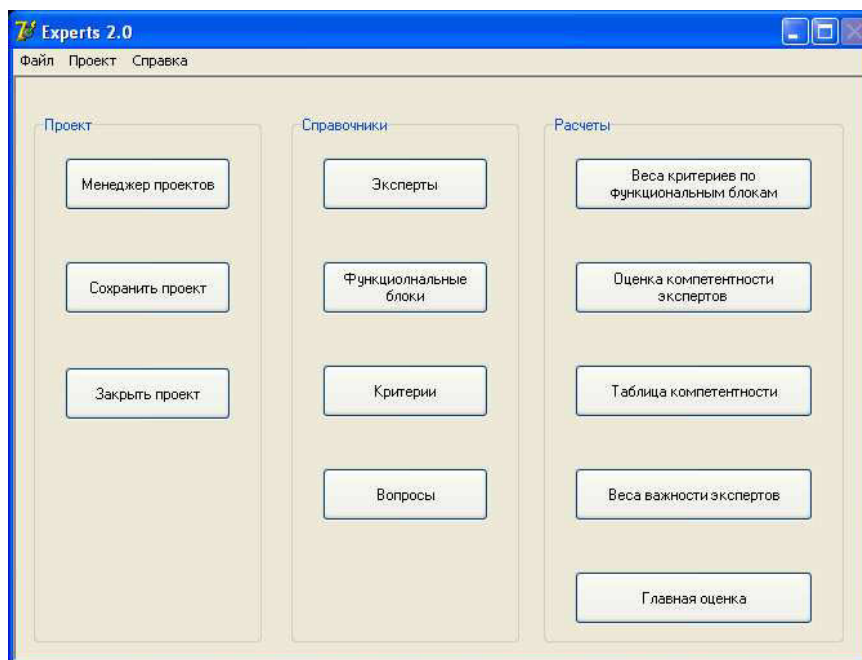 Experts 2.0
Файл Проект Справка
Проект
Менеджер проектов
Сохранить проект
Закрыть проект
Справочники
Эксперты
Функциолнальные
блоки
Критерии
Вопросы
Расчеты
Веса критериев по
функциональным блокам
Оценка компетентности
экспертов
Таблица компетентности
Веса важности экспертов
Главная оценка